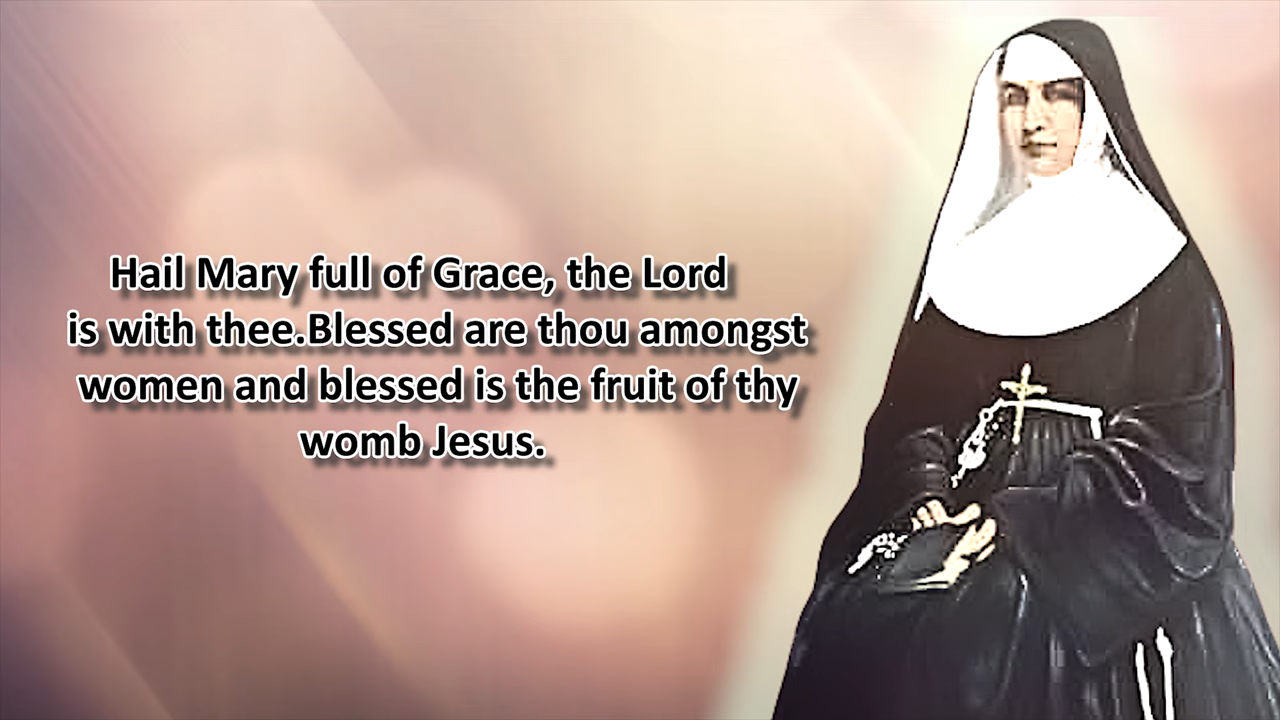 Hail Mary full of Grace, the Lord
is with thee.Blessed are thou amongst
women and blessed is the fruit of thy
womb Jesus.